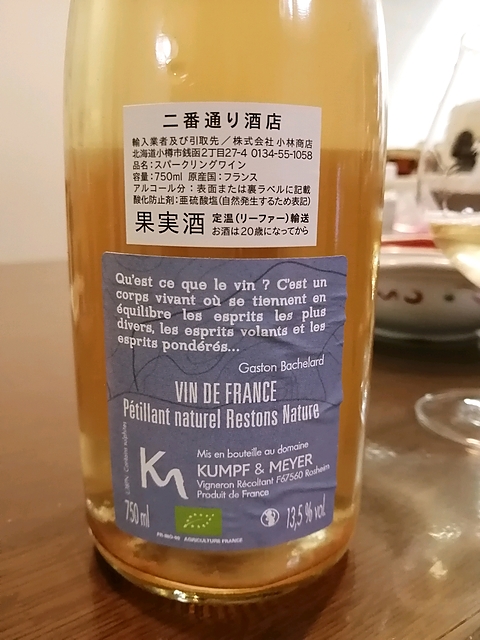 二番通り酒店
輸入業者及び引取先／株式会社 小林商店
北海道小樽市銭函2丁目27-4 0134-55-1058
品名：スパークリングワイン
容量：750ml 原産国：フランス
アルコール分：表面または裏ラベルに記載
酸化防止剤：亜硫酸塩(自然発生するため表記)
果実酒 定温(リーファー)輸送
お酒は20歳になってから
Qu'est ce que le vin ? C'est un
corps vivant où se tiennent en
équilibre les esprits les plus
divers, les esprits volants et les
esprits pondérés...
Gaston Bachelard
VIN DE FRANCE
Pétillant naturel Restons Nature
KM
Mis en bouteille au domaine
KUMPF & MEYER
Vigneron Récoltant F67560 Rosheim
Produit de France
750 ml
13,5 % vol.
FR-BIO-01 AGRICULTURE FRANCE